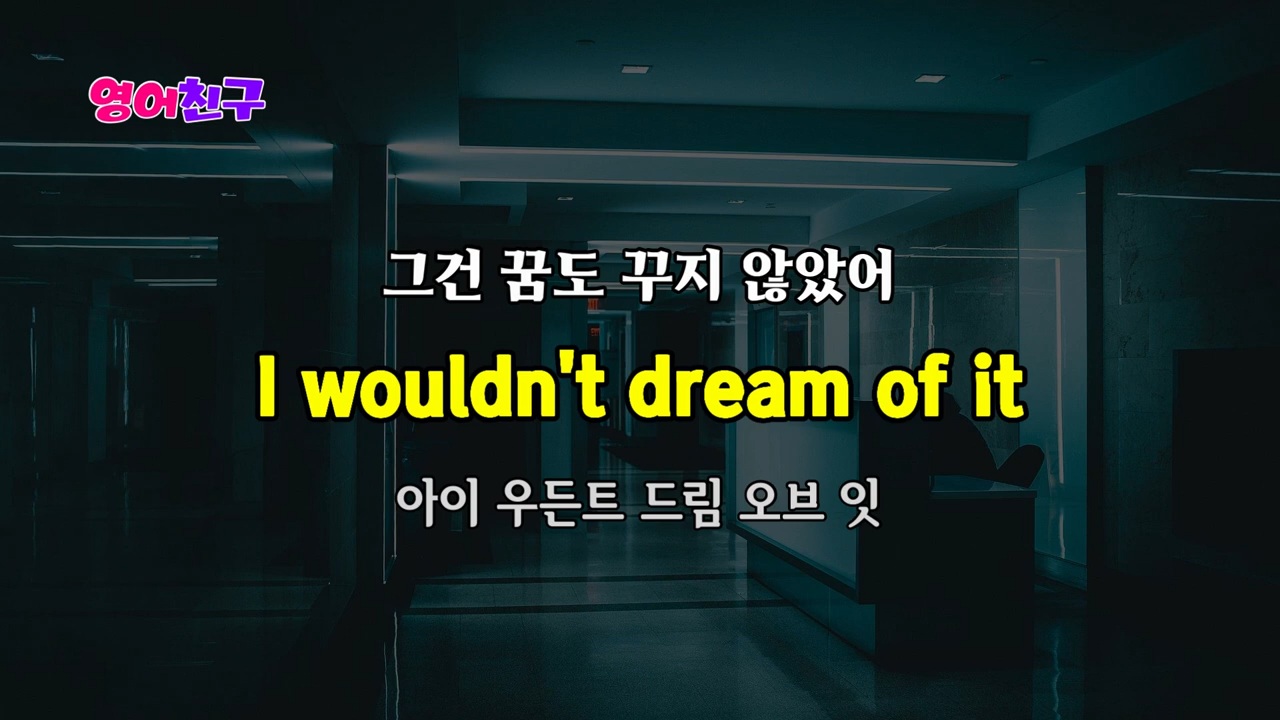 영어친구
그건 꿈도 꾸지 않았어
I wouldn't dream of it
아이 우든트 드림 오브 잇